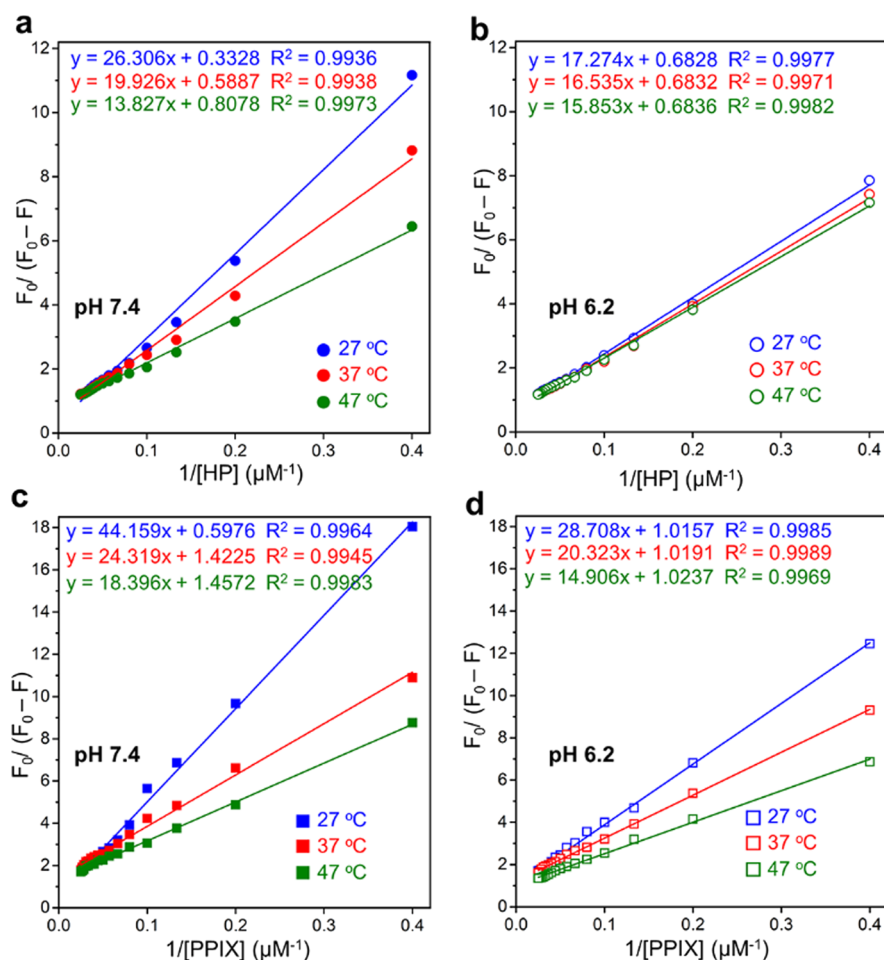 a
y = 26.306x + 0.3328 R² = 0.9936
y = 19.926x + 0.5887 R² = 0.9938
y = 13.827x + 0.8078 R² = 0.9973
12
10
8
6
4
2
0
F₀/ (F₀ – F)
pH 7.4
27 °C
37 °C
47 °C
0.0 0.1 0.2 0.3 0.4
1/[HP] (µM⁻¹)
b
y = 17.274x + 0.6828 R² = 0.9977
y = 16.535x + 0.6832 R² = 0.9971
y = 15.853x + 0.6836 R² = 0.9982
12
10
8
6
4
2
0
F₀/ (F₀ – F)
pH 6.2
27 °C
37 °C
47 °C
0.0 0.1 0.2 0.3 0.4
1/[HP] (µM⁻¹)
c
y = 44.159x + 0.5976 R² = 0.9964
y = 24.319x + 1.4225 R² = 0.9945
y = 18.396x + 1.4572 R² = 0.9983
18
16
14
12
10
8
6
4
2
0
F₀/ (F₀ – F)
pH 7.4
27 °C
37 °C
47 °C
0.0 0.1 0.2 0.3 0.4
1/[PPIX] (µM⁻¹)
d
y = 28.708x + 1.0157 R² = 0.9985
y = 20.323x + 1.0191 R² = 0.9989
y = 14.906x + 1.0237 R² = 0.9969
18
16
14
12
10
8
6
4
2
0
F₀/ (F₀ – F)
pH 6.2
27 °C
37 °C
47 °C
0.0 0.1 0.2 0.3 0.4
1/[PPIX] (µM⁻¹)